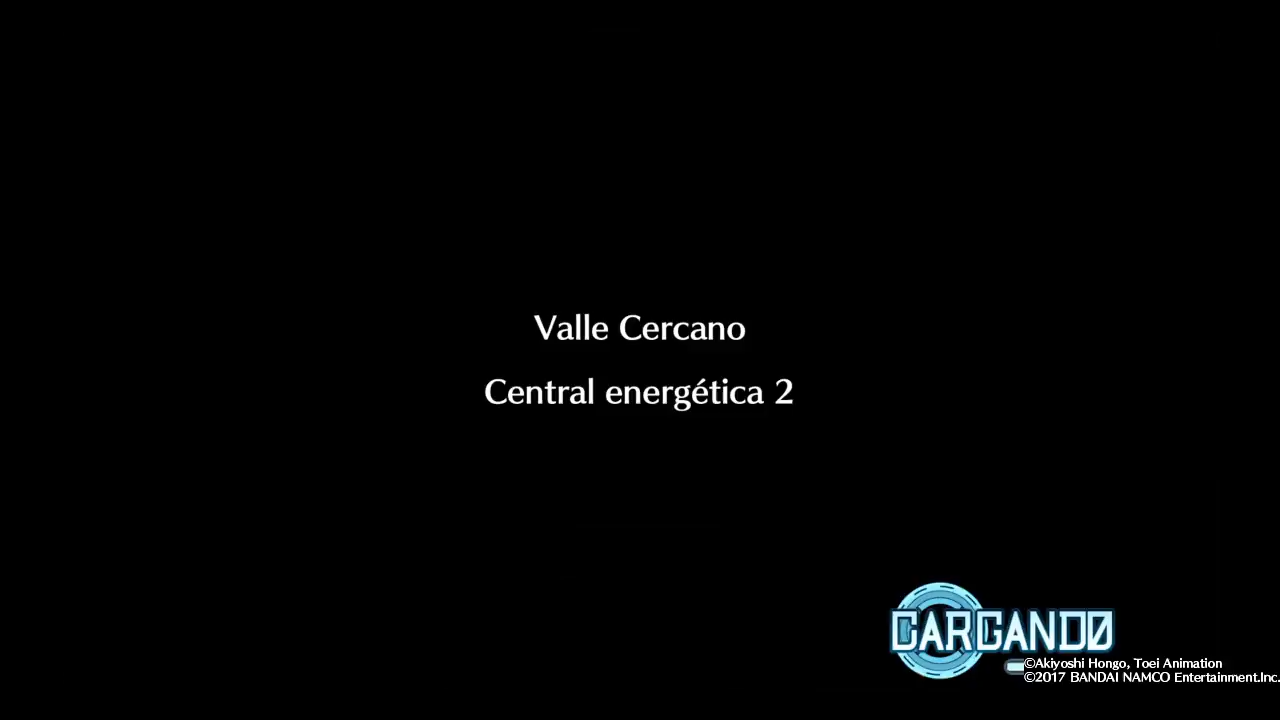 Valle Cercano
Central energética 2
CARGANDO
©Akiyoshi Hongo, Toei Animation
©2017 BANDAI NAMCO Entertainment.Inc.